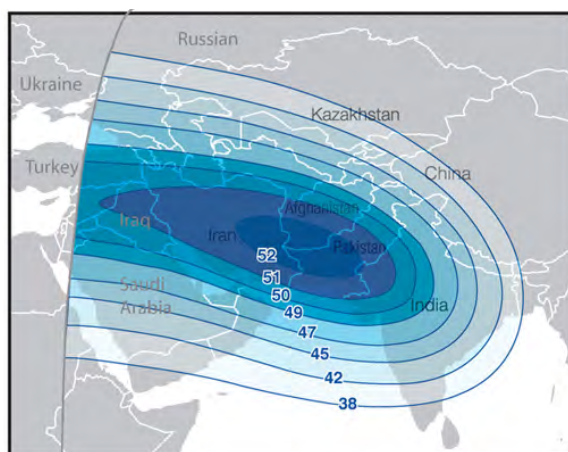 Russian
Ukraine
Kazakhstan
China
Turkey
Afghanistan
Iraq
Iran
Pakistan
52
51
Saudi
Arabia
50
49
India
47
45
42
38